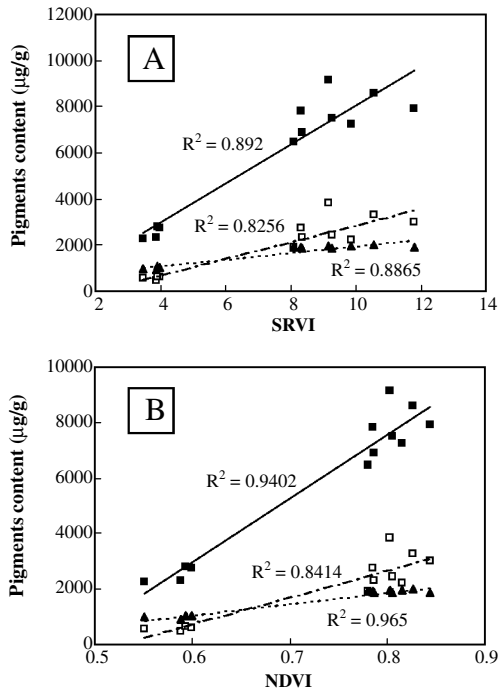 12000
A
10000
8000
6000
4000
2000
0
Pigments content (µg/g)
R² = 0.892
R² = 0.8256
R² = 0.8865
2 4 6 8 10 12 14
SRVI
10000
B
8000
6000
4000
2000
0
Pigments content (µg/g)
R² = 0.9402
R² = 0.8414
R² = 0.965
0.5 0.6 0.7 0.8 0.9
NDVI